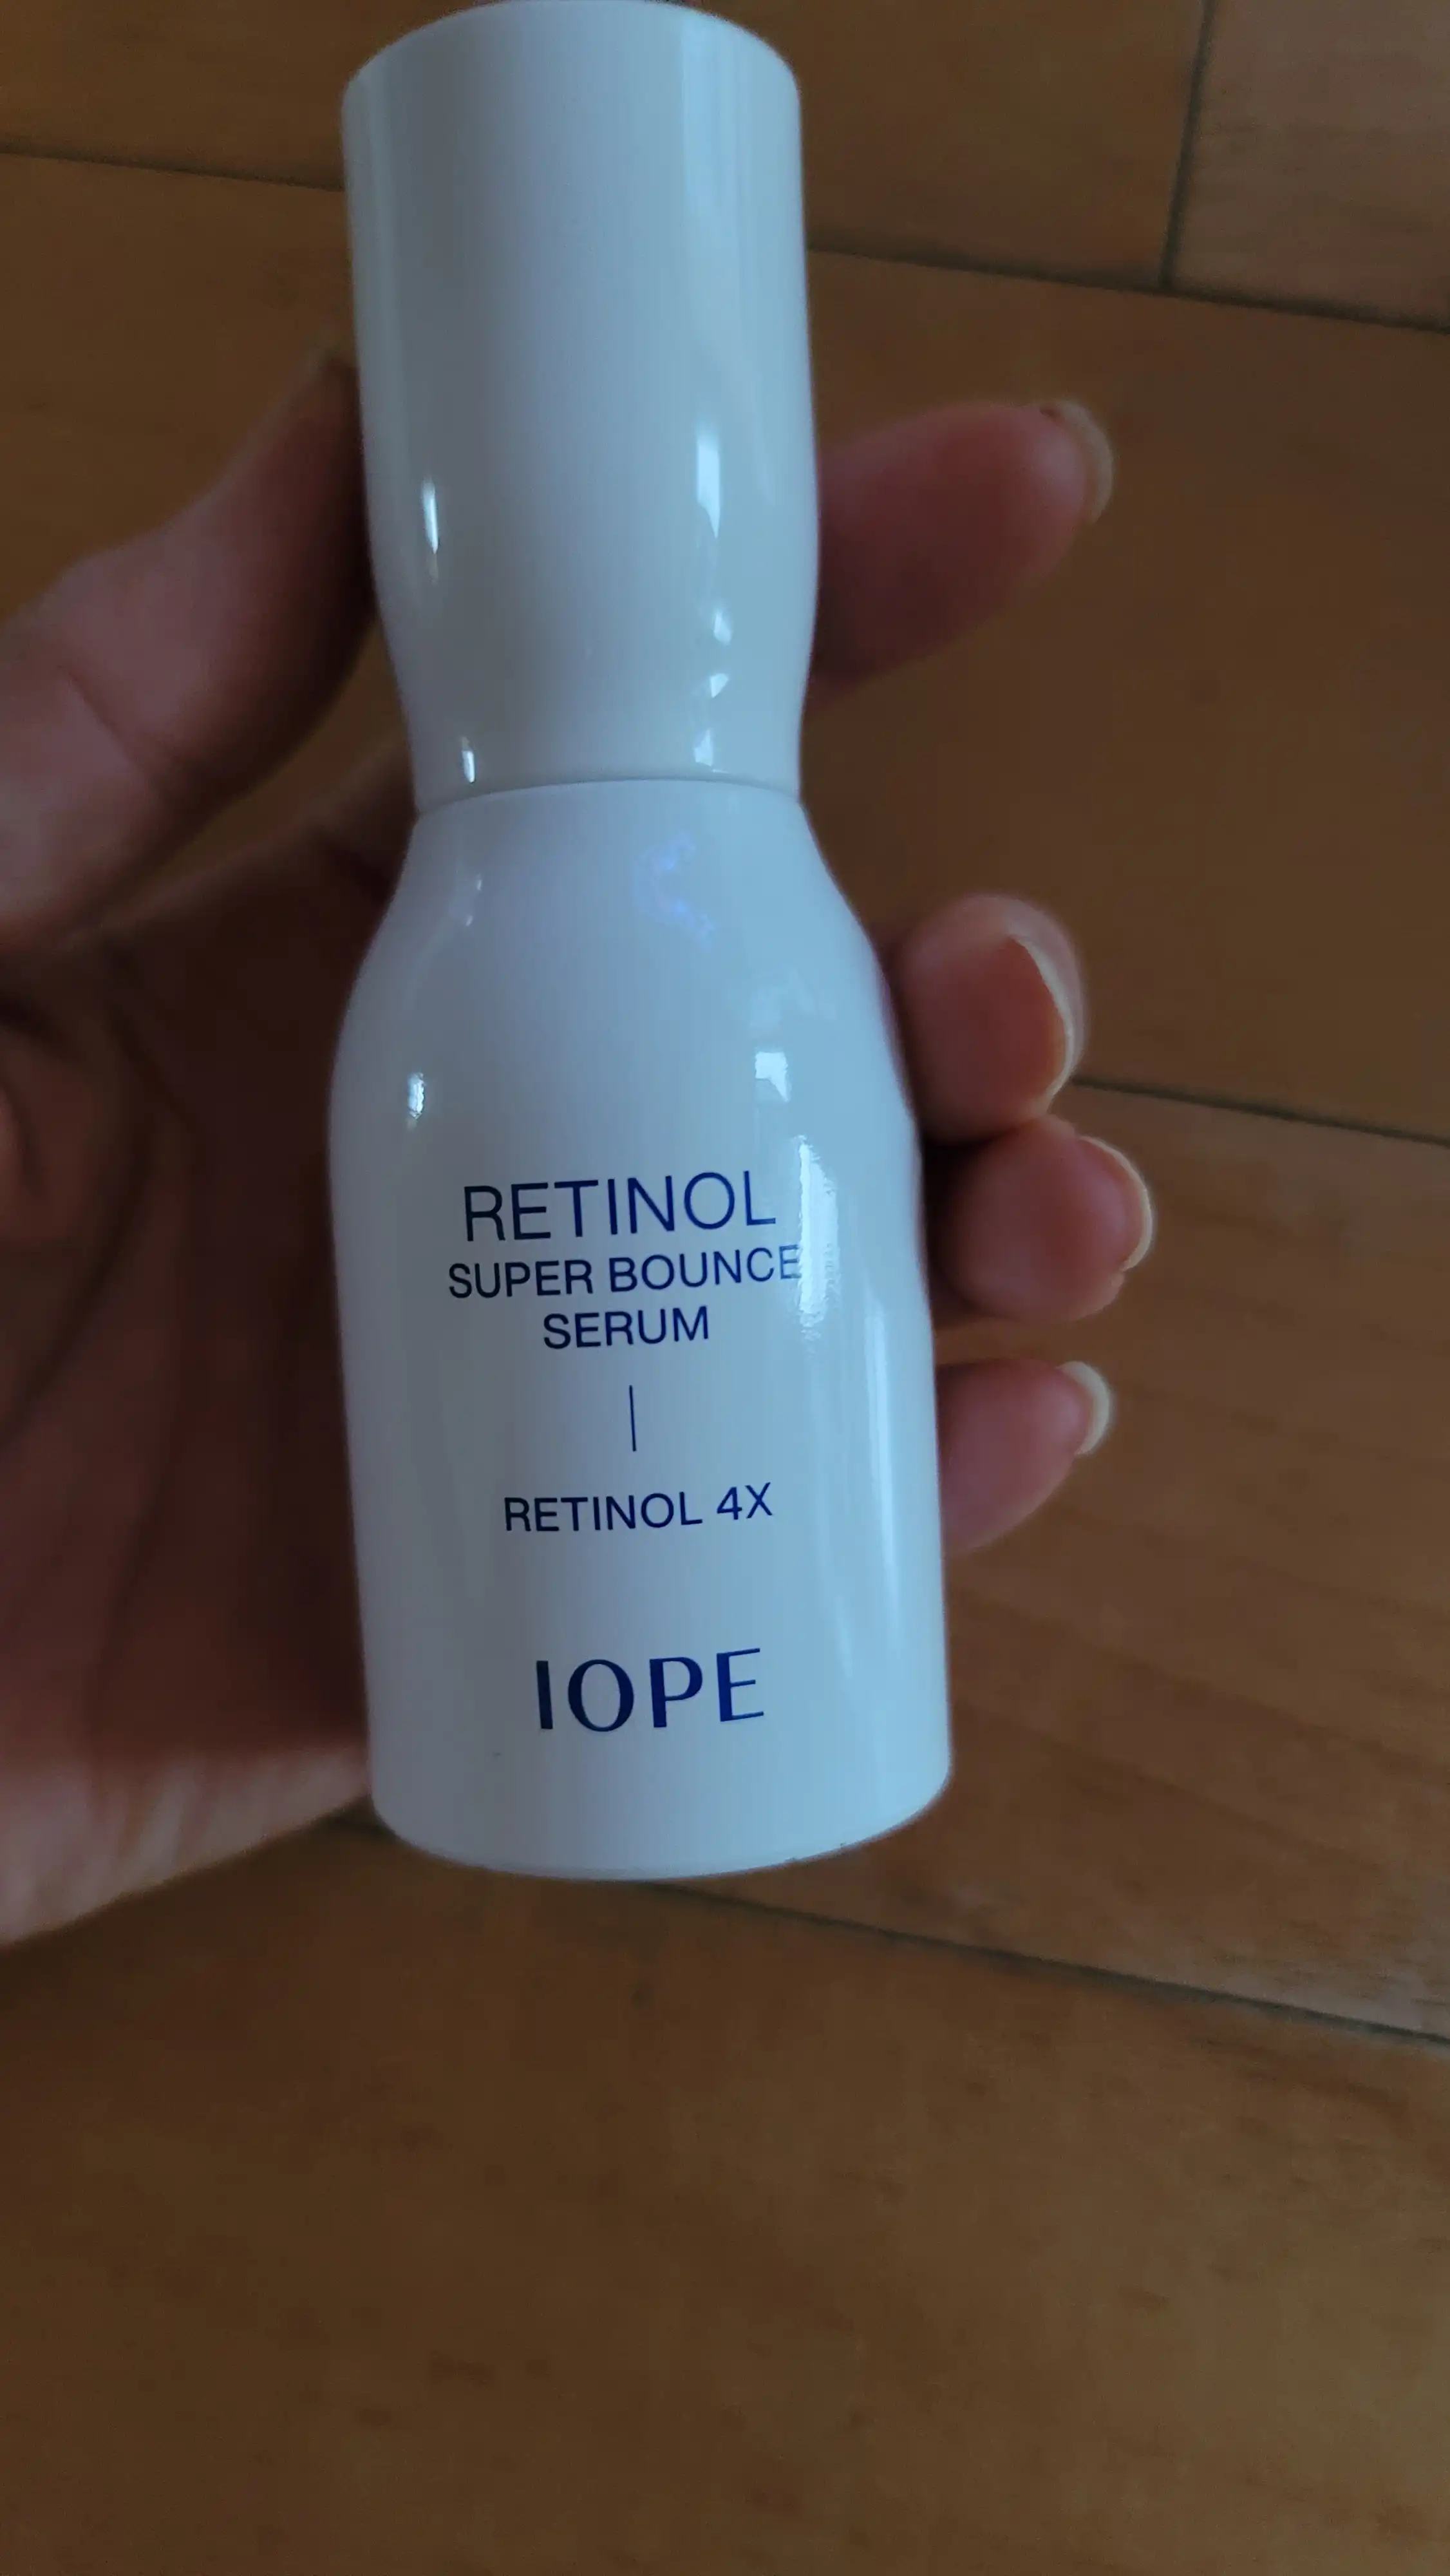 RETINOL
SUPER BOUNCE
SERUM
RETINOL 4X
IOPE